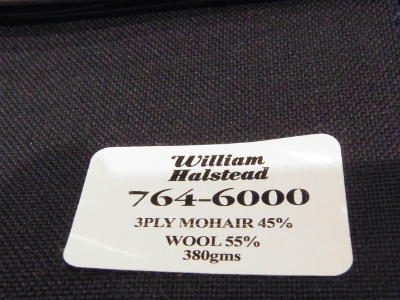 William
Halstead
764-6000
3PLY MOHAIR 45%
WOOL 55%
380gms